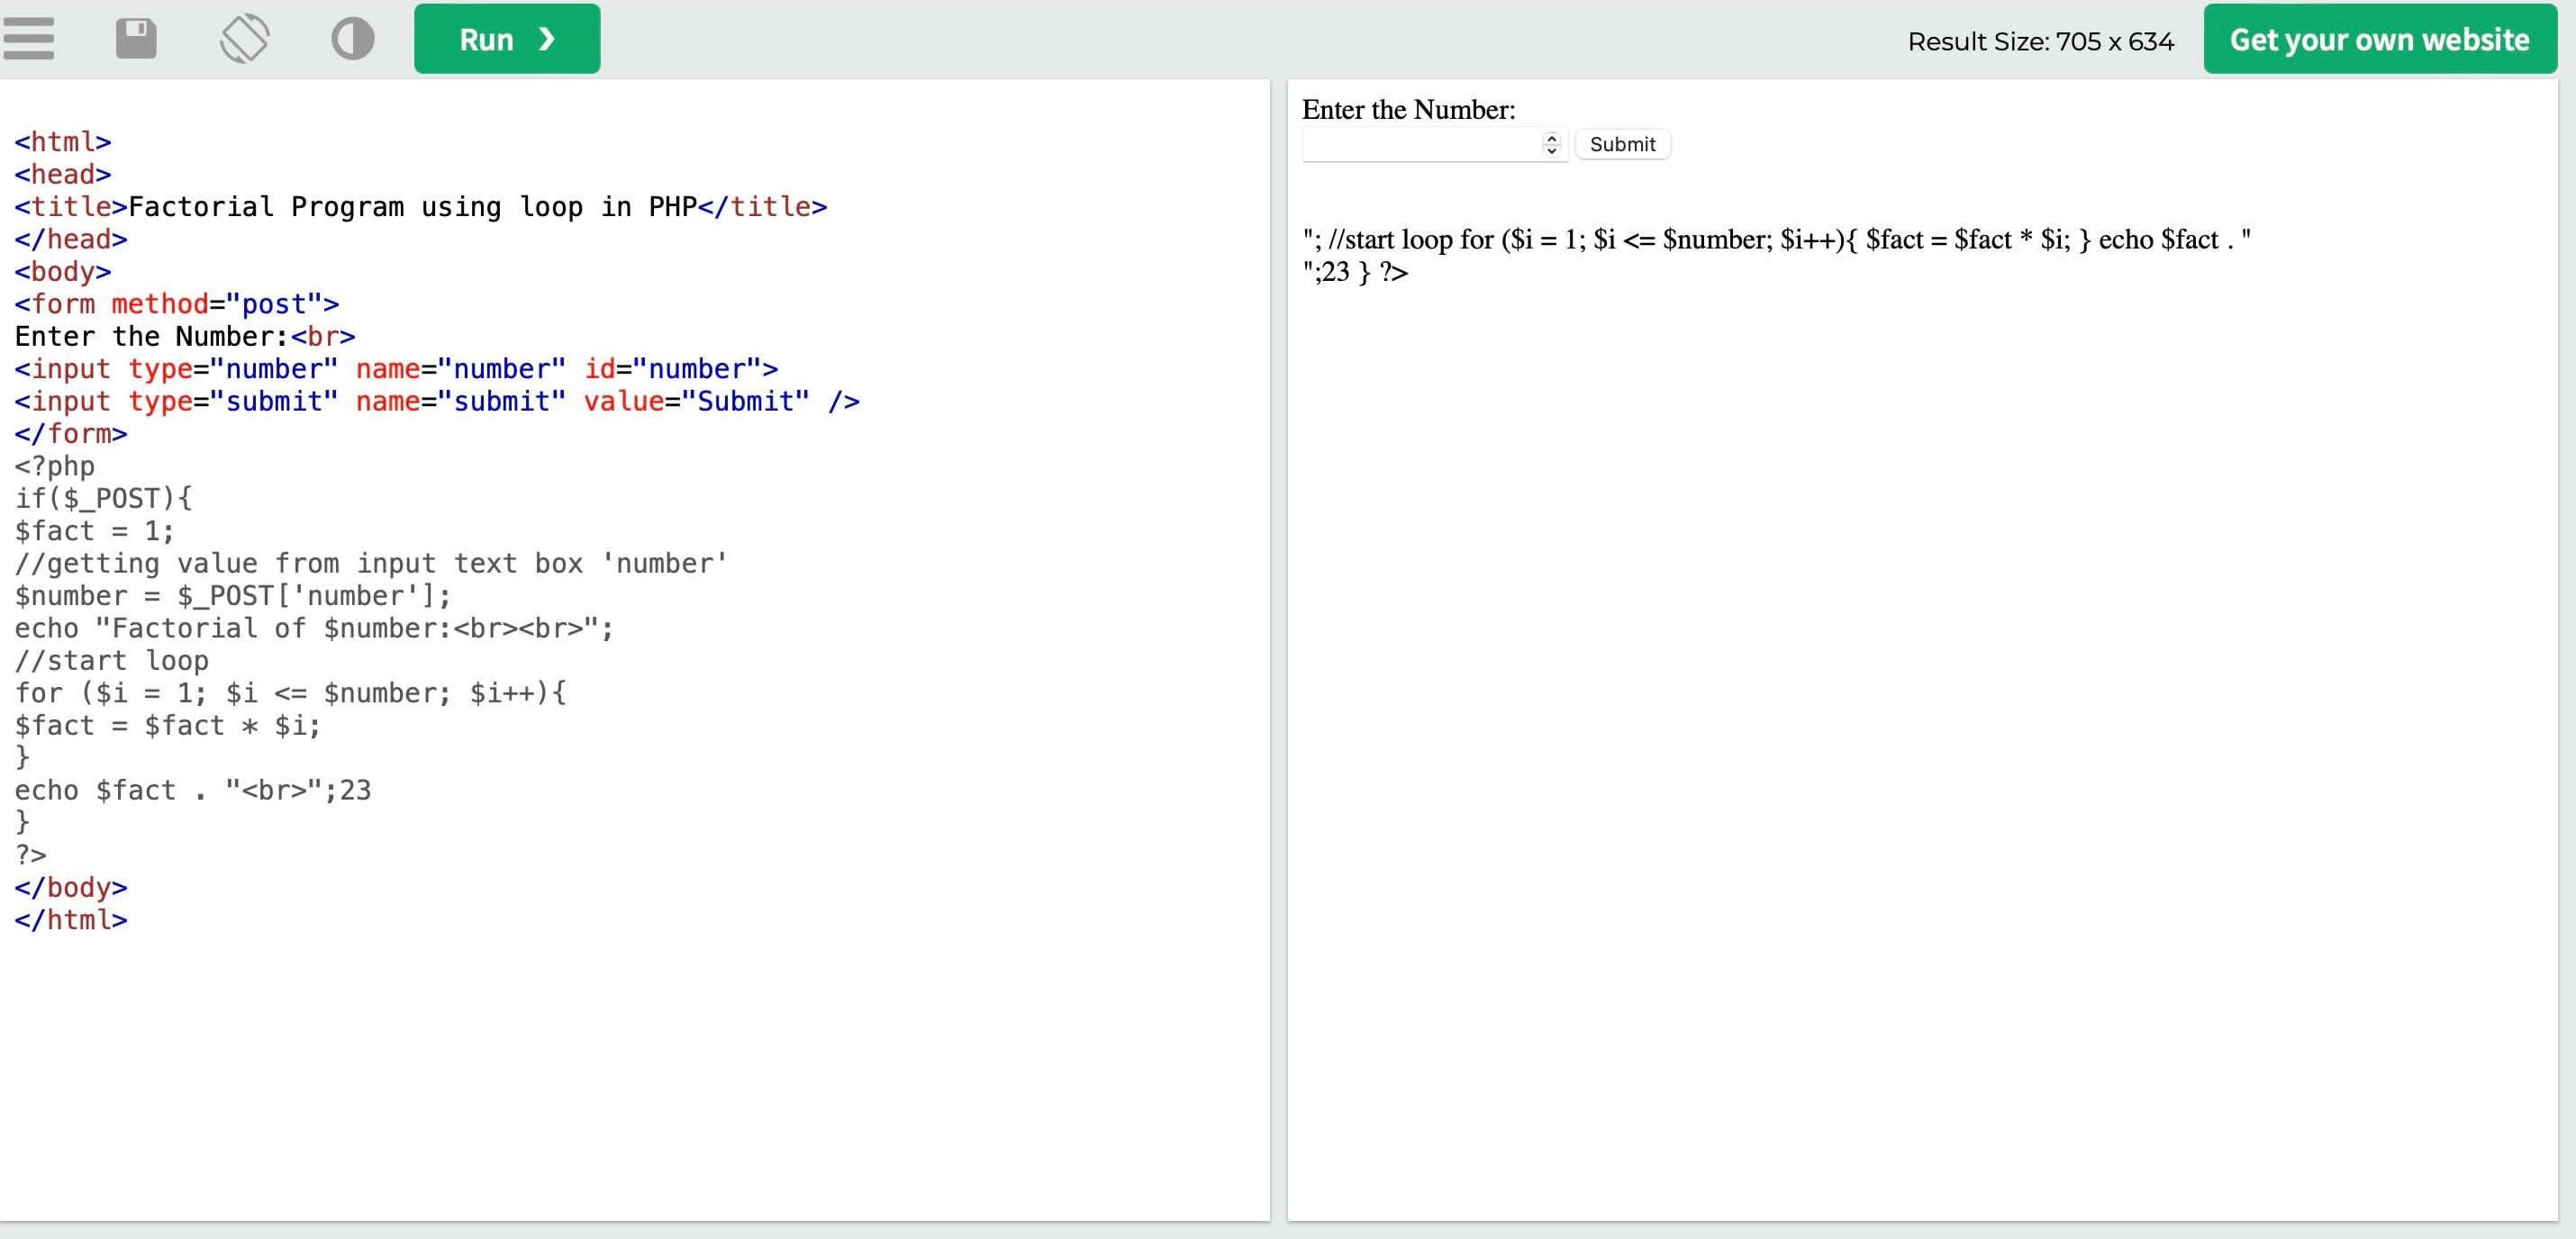 Run ❯
Result Size: 705 x 634
Get your own website
<html>
<head>
<title>Factorial Program using loop in PHP</title>
</head>
<body>
<form method="post">
Enter the Number:<br>
<input type="number" name="number" id="number">
<input type="submit" name="submit" value="Submit" />
</form>
<?php
if($_POST){
$fact = 1;
//getting value from input text box 'number'
$number = $_POST['number'];
echo "Factorial of $number:<br><br>";
//start loop
for ($i = 1; $i <= $number; $i++){
$fact = $fact * $i;
}
echo $fact . "<br>";23
}
?>
</body>
</html>
Enter the Number:
Submit
"; //start loop for ($i = 1; $i <= $number; $i++){ $fact = $fact * $i; } echo $fact . "
";23 } ?>